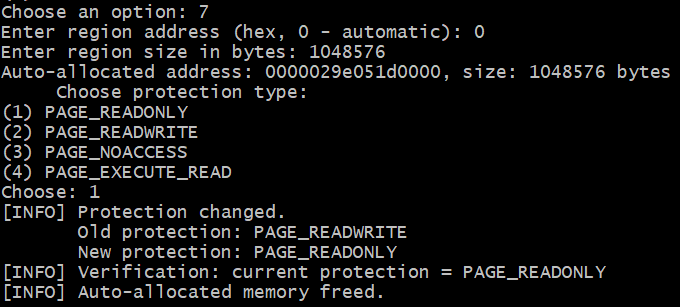 Choose an option: 7
Enter region address (hex, 0 - automatic): 0
Enter region size in bytes: 1048576
Auto-allocated address: 0000029e051d0000, size: 1048576 bytes
Choose protection type:
(1) PAGE_READONLY
(2) PAGE_READWRITE
(3) PAGE_NOACCESS
(4) PAGE_EXECUTE_READ
Choose: 1
[INFO] Protection changed.
Old protection: PAGE_READWRITE
New protection: PAGE_READONLY
[INFO] Verification: current protection = PAGE_READONLY
[INFO] Auto-allocated memory freed.